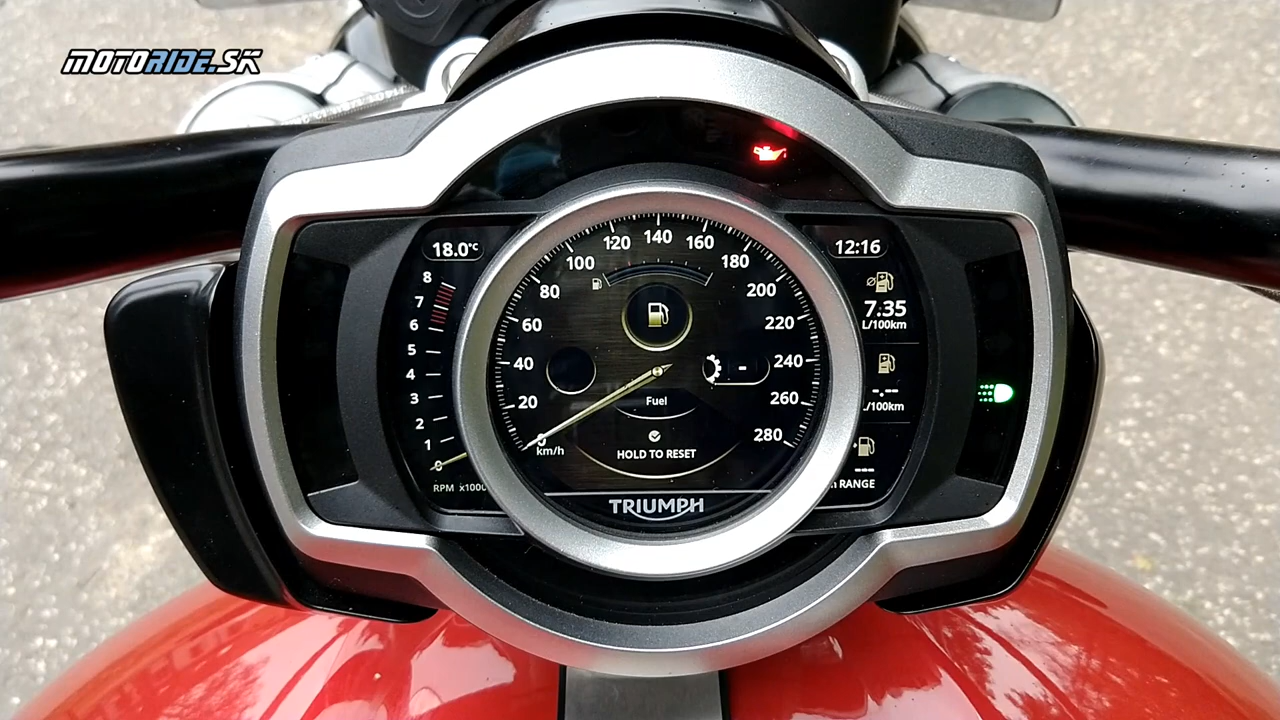 MOTORIDE.SK
18.0°C
8
7
6
5
4
3
2
1
0
RPM x1000
0
20
40
60
80
100
120
140
160
180
200
220
240
260
280
km/h
-
Fuel
HOLD TO RESET
TRIUMPH
12:16
7.35
L/100km
-.--
/100km
---
RANGE